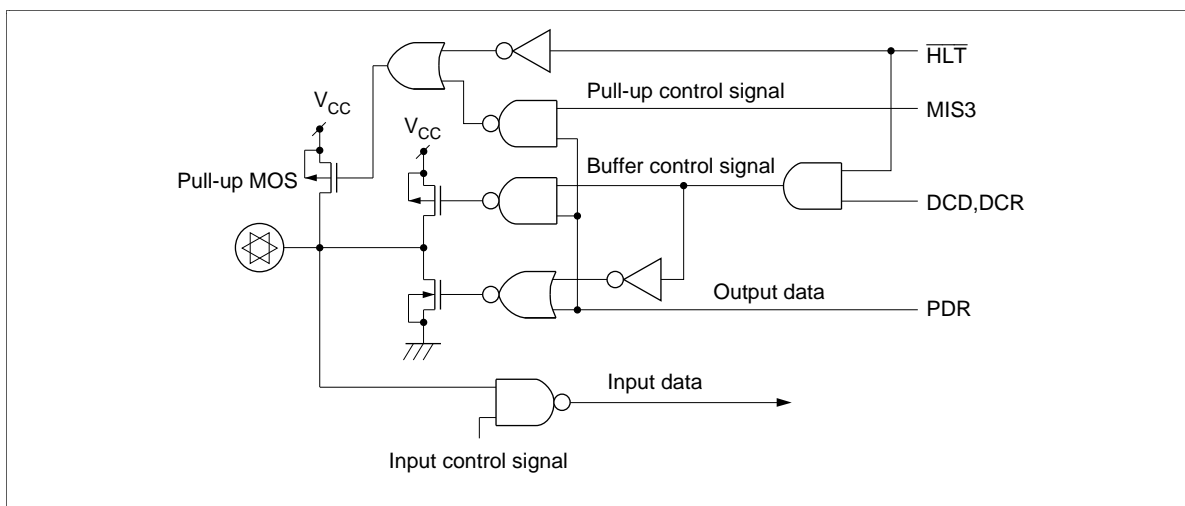 H̅L̅T̅
Pull-up control signal
MIS3
VCC
VCC
Buffer control signal
Pull-up MOS
DCD,DCR
Output data
PDR
Input data
Input control signal